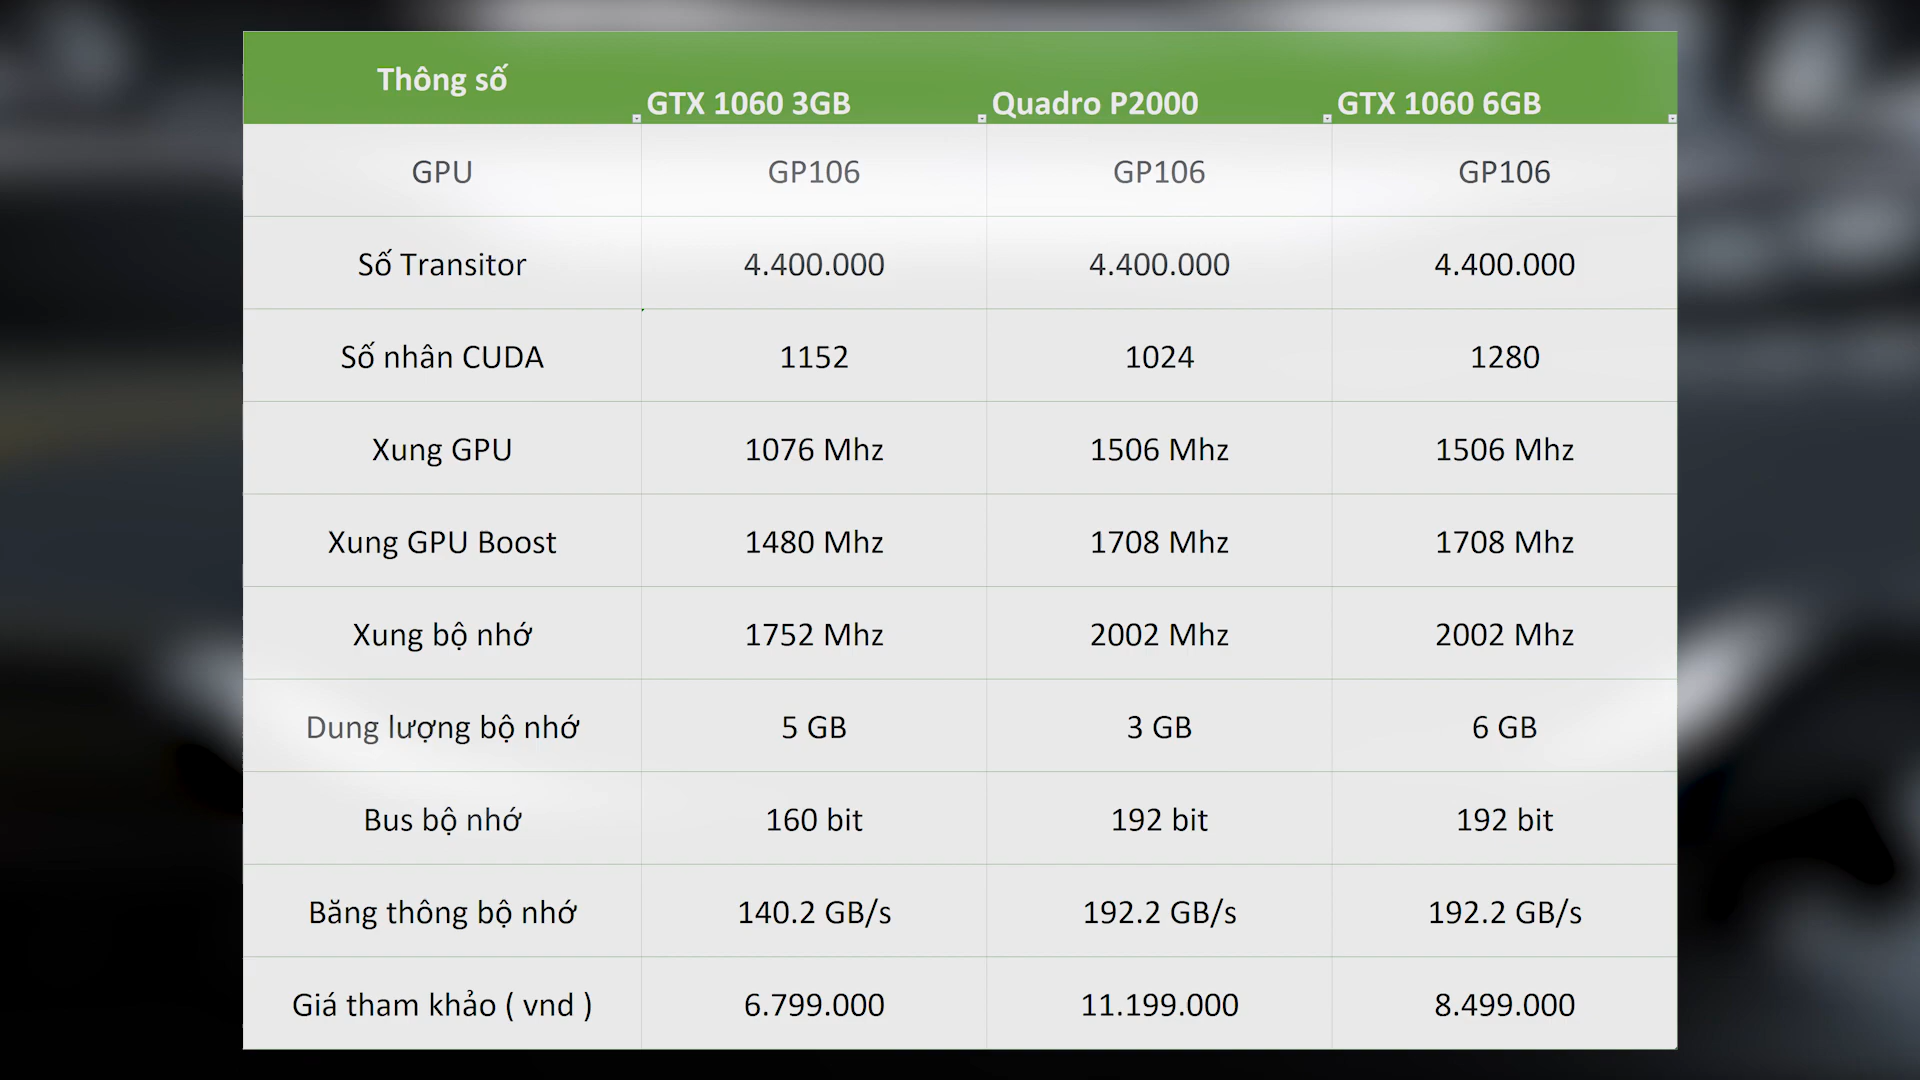 Thông số GTX 1060 3GB Quadro P2000 GTX 1060 6GB
GPU GP106 GP106 GP106
Số Transitor 4.400.000 4.400.000 4.400.000
Số nhân CUDA 1152 1024 1280
Xung GPU 1076 Mhz 1506 Mhz 1506 Mhz
Xung GPU Boost 1480 Mhz 1708 Mhz 1708 Mhz
Xung bộ nhớ 1752 Mhz 2002 Mhz 2002 Mhz
Dung lượng bộ nhớ 5 GB 3 GB 6 GB
Bus bộ nhớ 160 bit 192 bit 192 bit
Băng thông bộ nhớ 140.2 GB/s 192.2 GB/s 192.2 GB/s
Giá tham khảo ( vnd ) 6.799.000 11.199.000 8.499.000